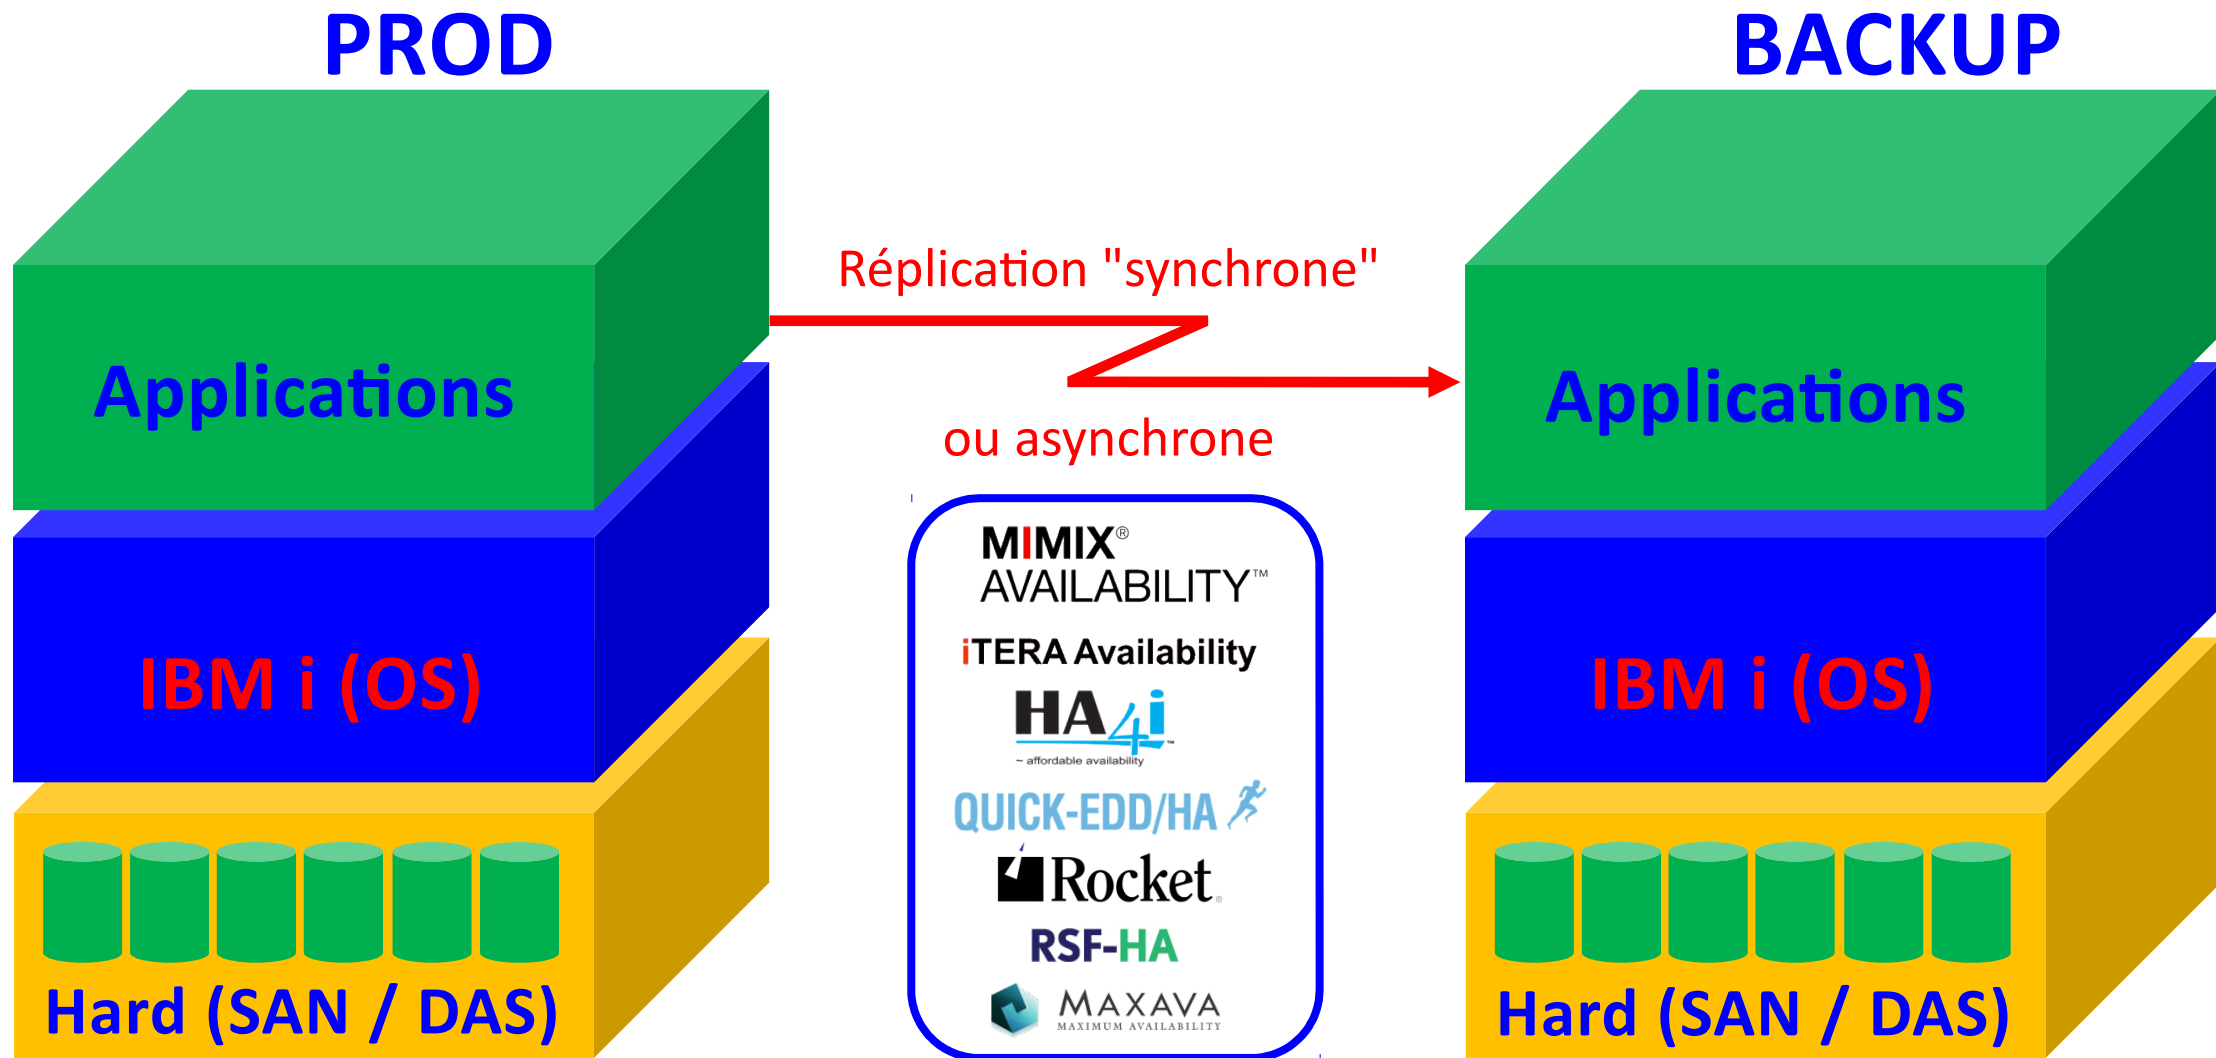 PROD
BACKUP
Réplication "synchrone"
ou asynchrone
Applications
IBM i (OS)
Hard (SAN / DAS)
MIMIX®
AVAILABILITY™
iTERA Availability
HA4i™
~ affordable availability
QUICK-EDD/HA
Rocket®
RSF-HA
MAXAVA
MAXIMUM AVAILABILITY
Applications
IBM i (OS)
Hard (SAN / DAS)